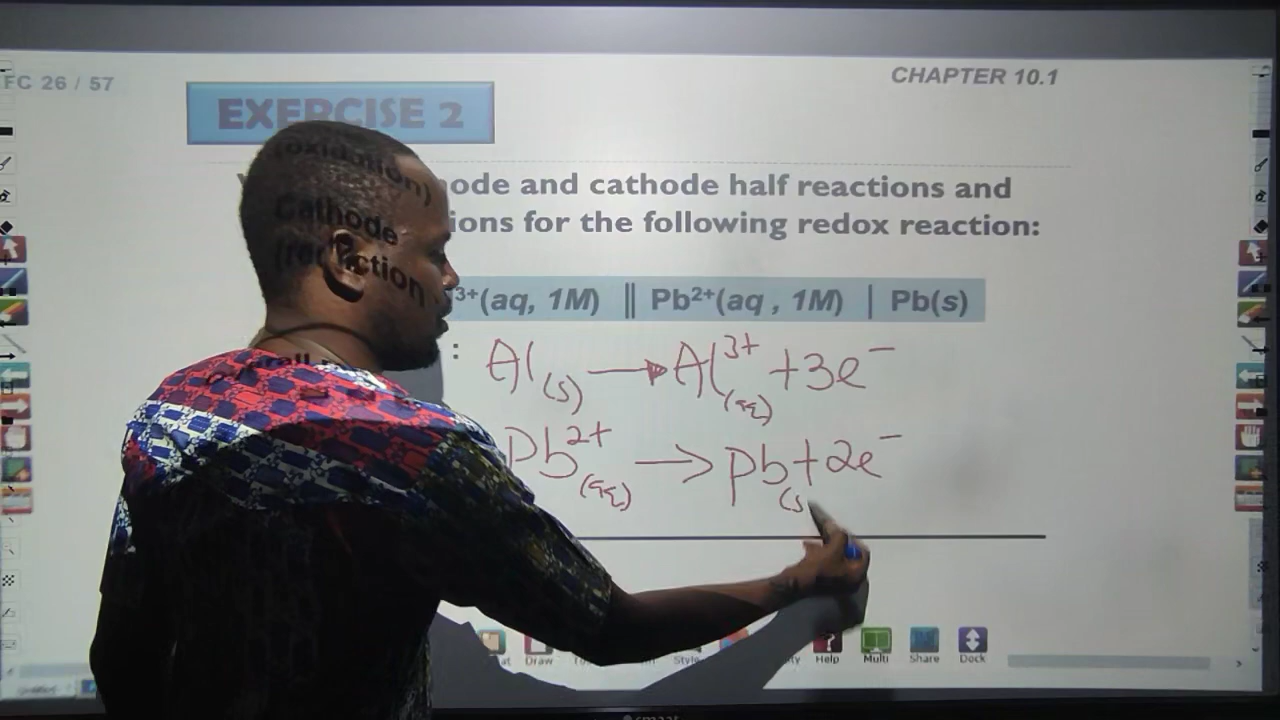 FC 26 / 57
CHAPTER 10.1
EXERCISE 2
(oxidation)
ode and cathode half reactions and
Cathode
ions for the following redox reaction:
3+(aq, 1M) || Pb2+(aq , 1M) | Pb(s)
: Al(s) → Al3+(aq) + 3e−
Pb2+(aq) → Pb(s + 2e−
Draw
Help
Multi
Share
Dock